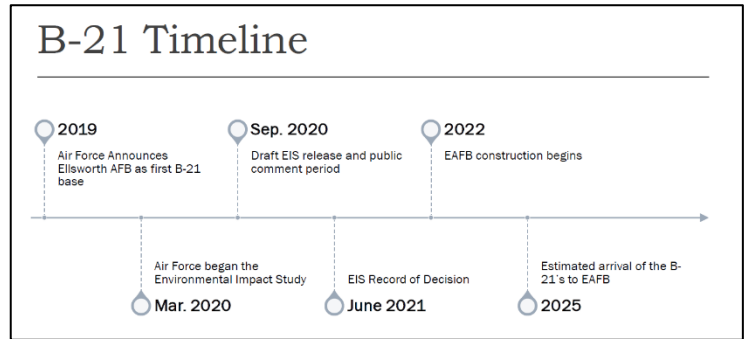 B-21 Timeline
2019
Air Force Announces
Ellsworth AFB as first B-21
base
Sep. 2020
Draft EIS release and public
comment period
2022
EAFB construction begins
Air Force began the
Environmental Impact Study
Mar. 2020
EIS Record of Decision
June 2021
Estimated arrival of the B-
21's to EAFB
2025